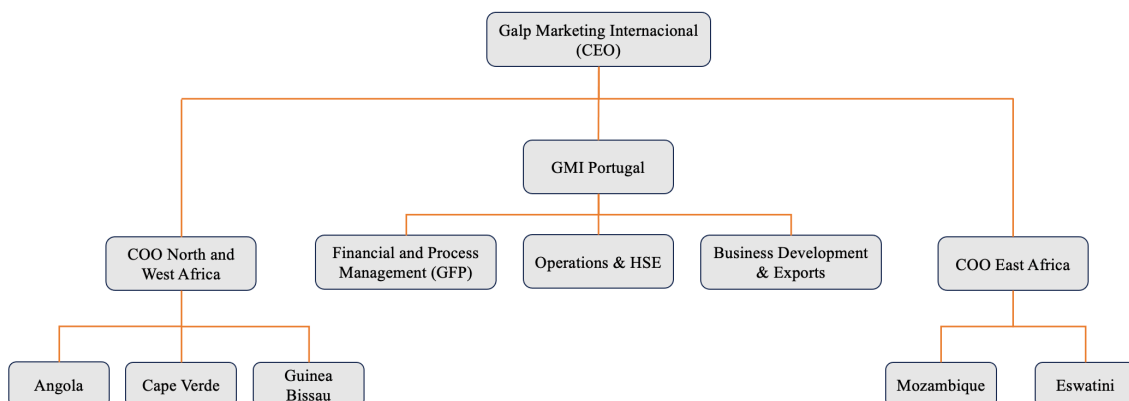 Galp Marketing Internacional
(CEO)
GMI Portugal
COO North and
West Africa
Financial and Process
Management (GFP)
Operations & HSE
Business Development
& Exports
COO East Africa
Angola
Cape Verde
Guinea
Bissau
Mozambique
Eswatini